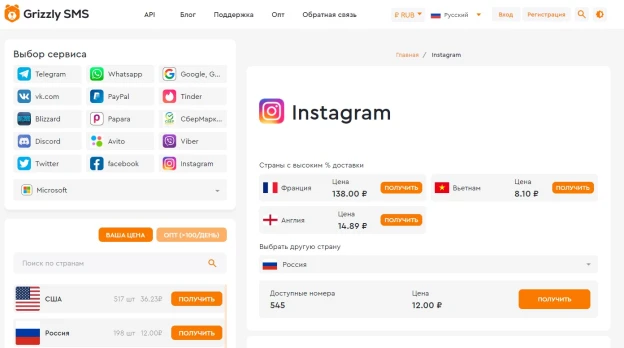 Grizzly SMS
API Блог Поддержка Опт Обратная связь
₽ RUB Русский Вход Регистрация
Выбор сервиса
Telegram Whatsapp Google, G...
vk.com PayPal Tinder
Blizzard Papara СберМарк...
Discord Avito Viber
Twitter facebook Instagram
Microsoft
ВАША ЦЕНА ОПТ (>100/ДЕНЬ)
Поиск по странам
США 517 шт 36.23₽ ПОЛУЧИТЬ
Россия 198 шт 12.00₽ ПОЛУЧИТЬ
Главная / Instagram
Instagram
Страны с высоким % доставки
Франция Цена 138.00 ₽ ПОЛУЧИТЬ
Вьетнам Цена 8.10 ₽ ПОЛУЧИТЬ
Англия Цена 14.89 ₽ ПОЛУЧИТЬ
Выбрать другую страну
Россия
Доступные номера Цена
545 12.00 ₽ ПОЛУЧИТЬ